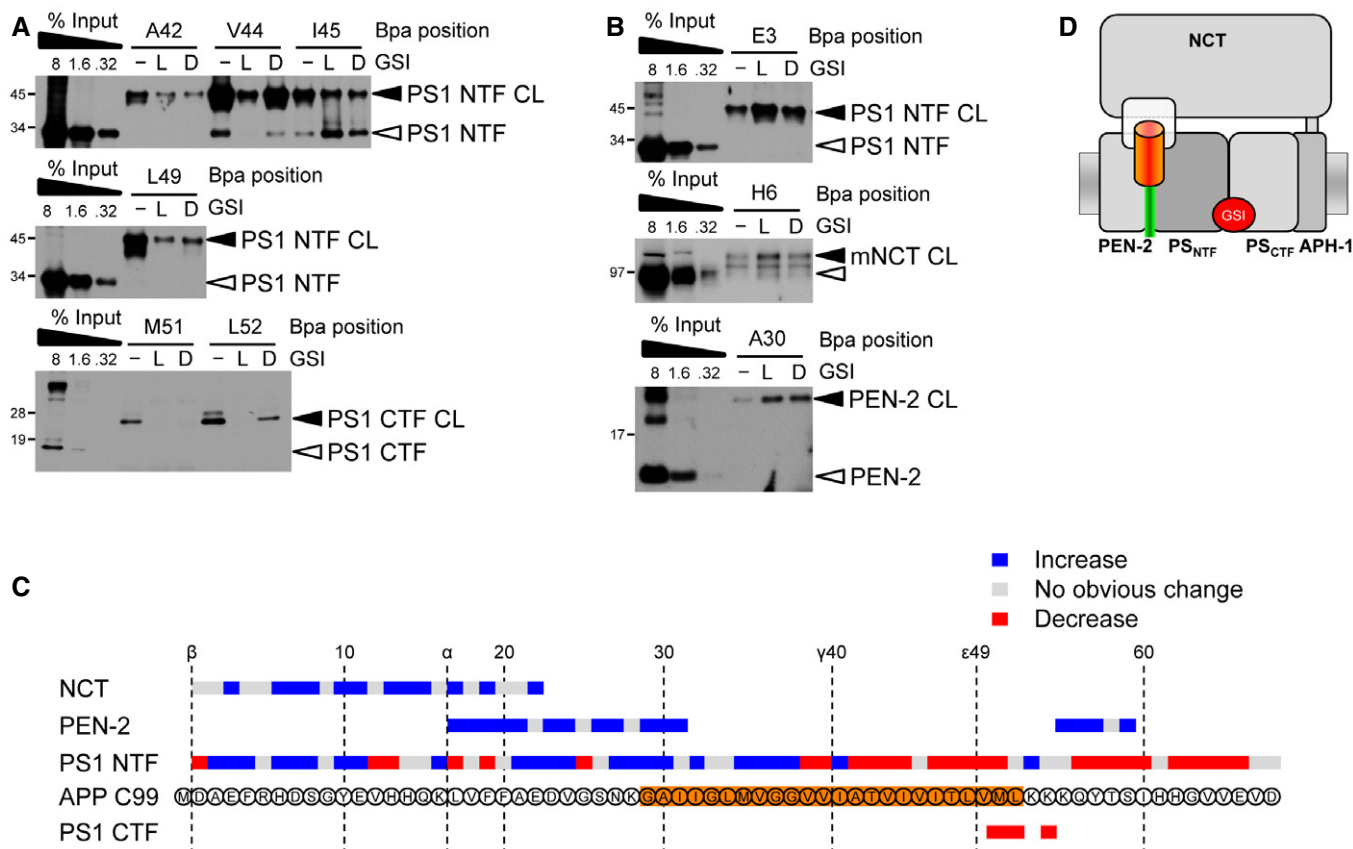 A
% Input
A42 V44 I45 Bpa position
8 1.6 .32 – L D – L D – L D GSI
45
PS1 NTF CL
34
PS1 NTF
% Input
L49 Bpa position
8 1.6 .32 – L D GSI
45
PS1 NTF CL
34
PS1 NTF
% Input
M51 L52 Bpa position
8 1.6 .32 – L D – L D GSI
28
PS1 CTF CL
19
PS1 CTF
B
% Input
E3 Bpa position
8 1.6 .32 – L D GSI
45
PS1 NTF CL
34
PS1 NTF
% Input
H6 Bpa position
8 1.6 .32 – L D GSI
mNCT CL
97
% Input
A30 Bpa position
8 1.6 .32 – L D GSI
PEN-2 CL
17
PEN-2
D
NCT
GSI
PEN-2 PSNTF PSCTF APH-1
C
Increase
No obvious change
Decrease
β 10 α 20 30 γ40 ε49 60
NCT
PEN-2
PS1 NTF
APP C99 MDAEFRHDSGYEVHHQKLVFFAEDVGSNKGAIIGLMVGGVVIATVIVITLVMLKKKQYTSIHHGVVEVD
PS1 CTF